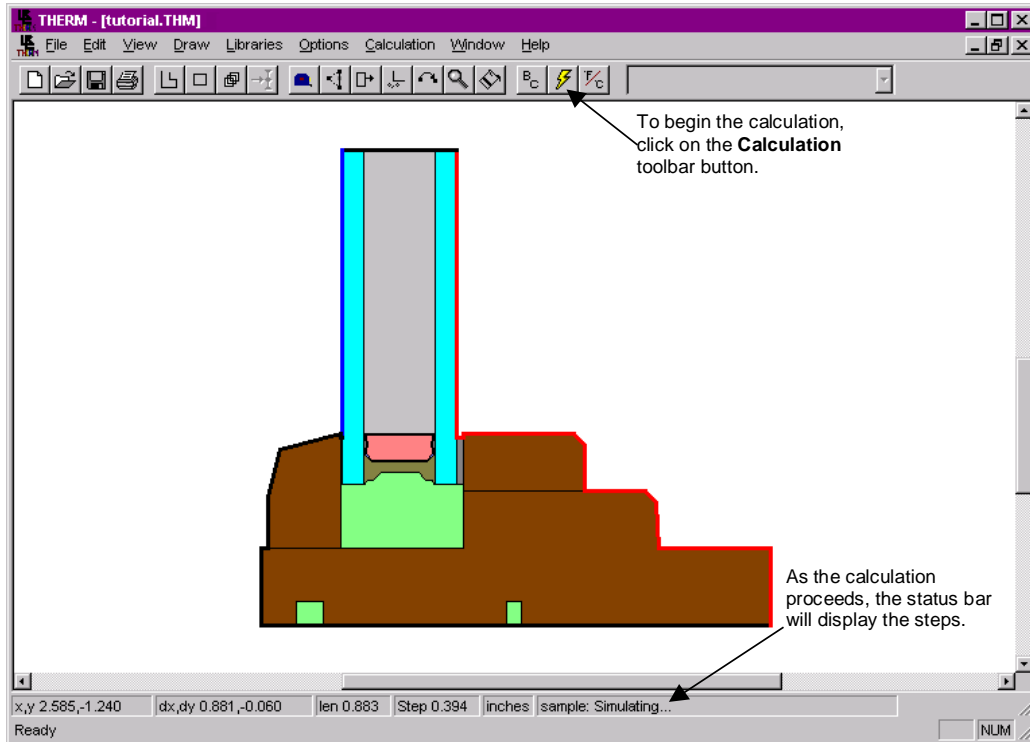 THERM - [tutorial.THM]
File Edit View Draw Libraries Options Calculation Window Help
B C F/C
To begin the calculation,
click on the Calculation
toolbar button.
As the calculation
proceeds, the status bar
will display the steps.
x,y 2.585,-1.240 dx,dy 0.881,-0.060 len 0.883 Step 0.394 inches sample: Simulating...
Ready NUM